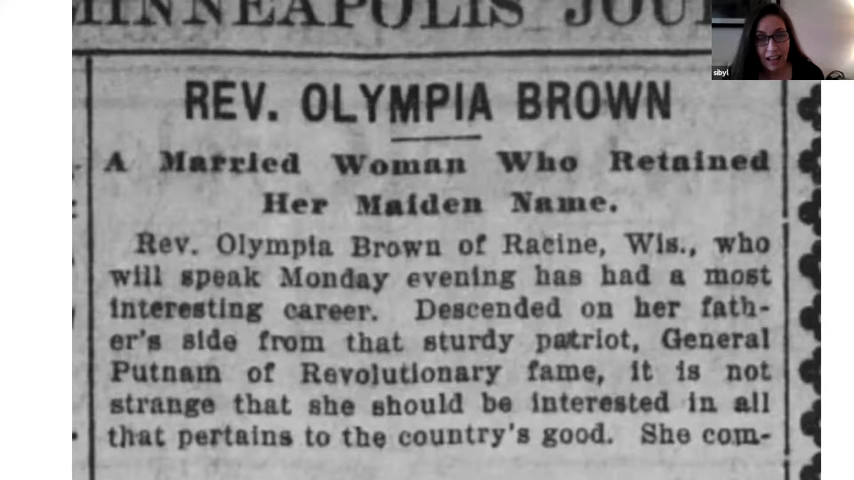 MINNEAPOLIS JOU
sibyl
REV. OLYMPIA BROWN
A Married Woman Who Retained
Her Maiden Name.
Rev. Olympia Brown of Racine, Wis., who
will speak Monday evening has had a most
interesting career. Descended on her fath-
er's side from that sturdy patriot, General
Putnam of Revolutionary fame, it is not
strange that she should be interested in all
that pertains to the country's good. She com-